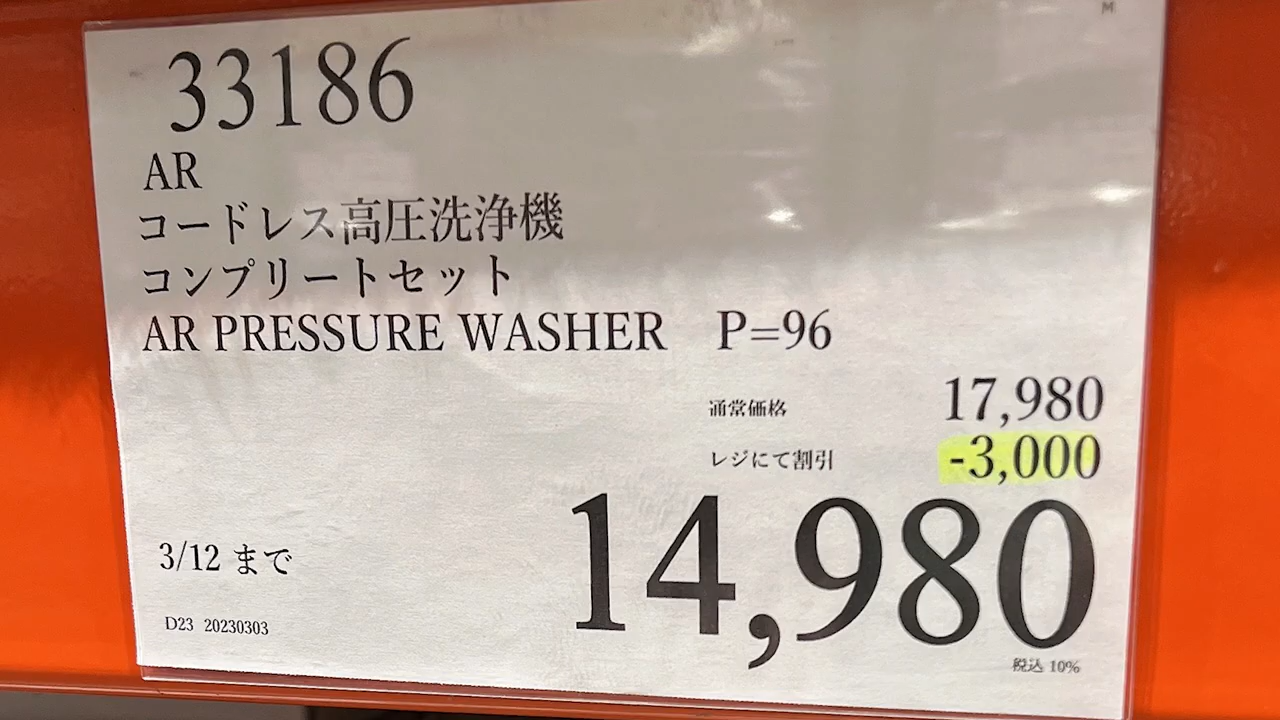 M
33186
AR
コードレス高圧洗浄機
コンプリートセット
AR PRESSURE WASHER P=96
通常価格 17,980
レジにて割引 -3,000
14,980
3/12 まで
D23 20230303
税込 10%